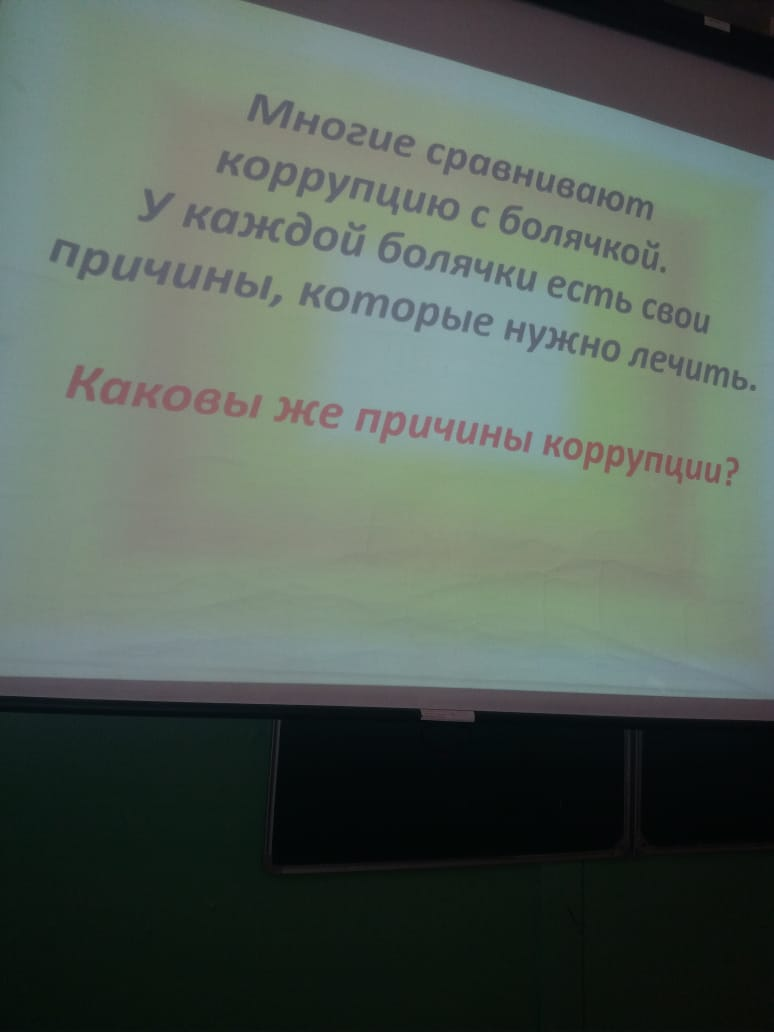 Многие сравнивают
коррупцию с болячкой.
У каждой болячки есть свои
причины, которые нужно лечить.
Каковы же причины коррупции?